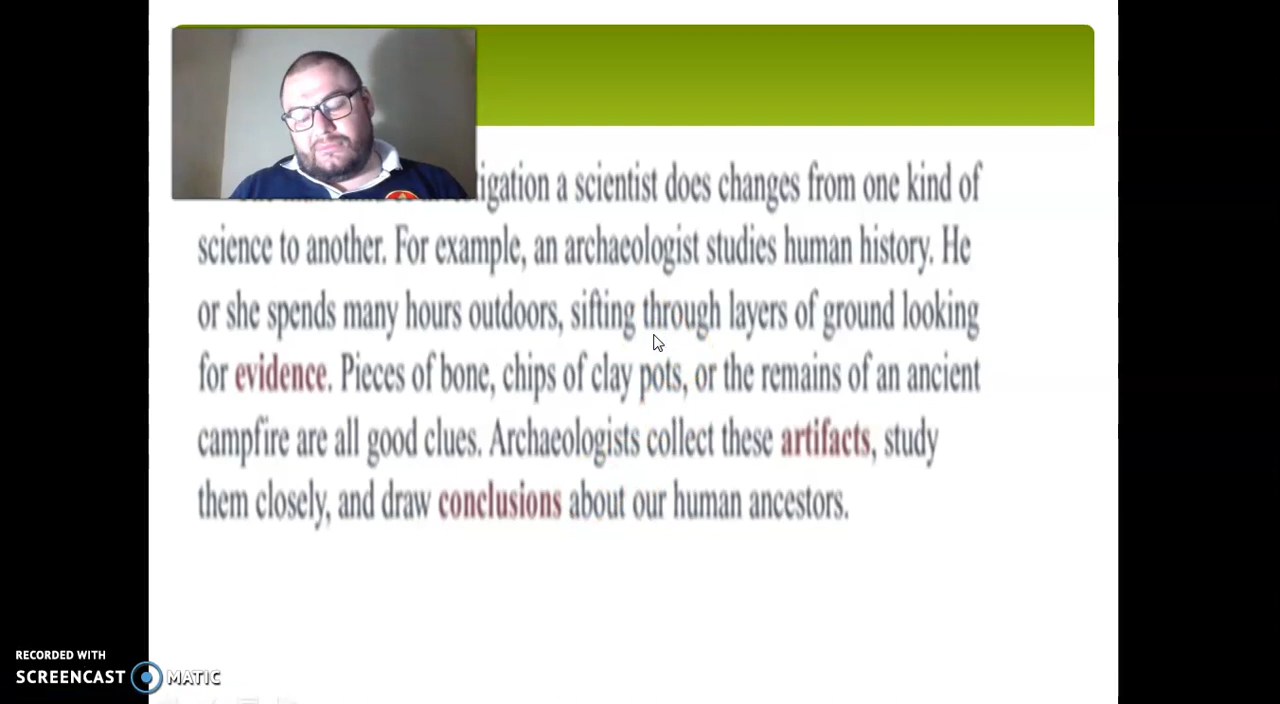 igation a scientist does changes from one kind of
science to another. For example, an archaeologist studies human history. He
or she spends many hours outdoors, sifting through layers of ground looking
for evidence. Pieces of bone, chips of clay pots, or the remains of an ancient
campfire are all good clues. Archaeologists collect these artifacts, study
them closely, and draw conclusions about our human ancestors.
RECORDED WITH
SCREENCAST MATIC